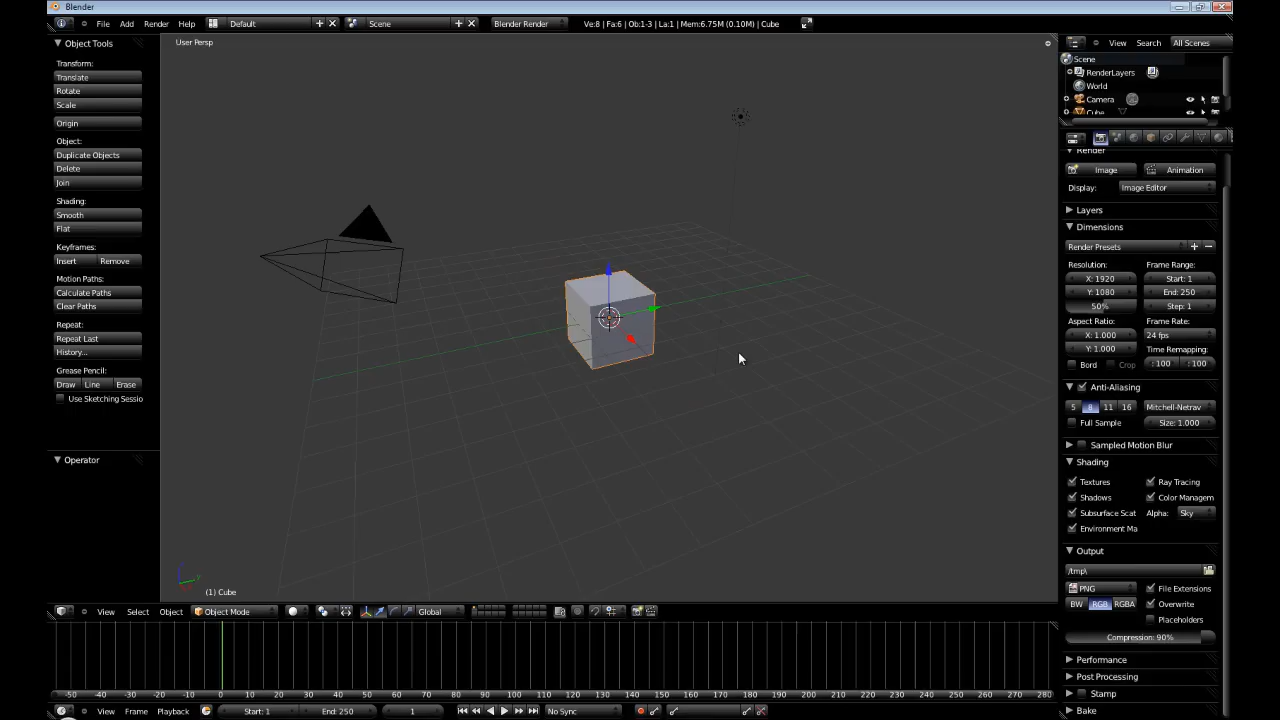 Blender
File Add Render Help Default Scene Blender Render Ve:8 | Fa:6 | Ob:1-3 | La:1 | Mem:6.75M (0.10M) | Cube
Object Tools
Transform:
Translate
Rotate
Scale
Origin
Object:
Duplicate Objects
Delete
Join
Shading:
Smooth
Flat
Keyframes:
Insert Remove
Motion Paths:
Calculate Paths
Clear Paths
Repeat:
Repeat Last
History...
Grease Pencil:
Draw Line Erase
Use Sketching Sessio
Operator
User Persp
(1) Cube
View Select Object Object Mode Global
-50 -40 -30 -20 -10 0 10 20 30 40 50 60 70 80 90 100 110 120 130 140 150 160 170 180 190 200 210 220 230 240 250 260 270 280
View Frame Playback Start: 1 End: 250 1 No Sync
View Search All Scenes
Scene
RenderLayers
World
Camera
Cube
Render
Image Animation
Display: Image Editor
Layers
Dimensions
Render Presets
Resolution: Frame Range:
X: 1920 Start: 1
Y: 1080 End: 250
50% Step: 1
Aspect Ratio: Frame Rate:
X: 1.000 24 fps
Y: 1.000 Time Remapping:
Bord Crop : 100 : 100
Anti-Aliasing
5 8 11 16 Mitchell-Netrav
Full Sample Size: 1.000
Sampled Motion Blur
Shading
Textures Ray Tracing
Shadows Color Managem
Subsurface Scat Alpha: Sky
Environment Ma
Output
/tmp\
PNG File Extensions
BW RGB RGBA Overwrite
Placeholders
Compression: 90%
Performance
Post Processing
Stamp
Bake